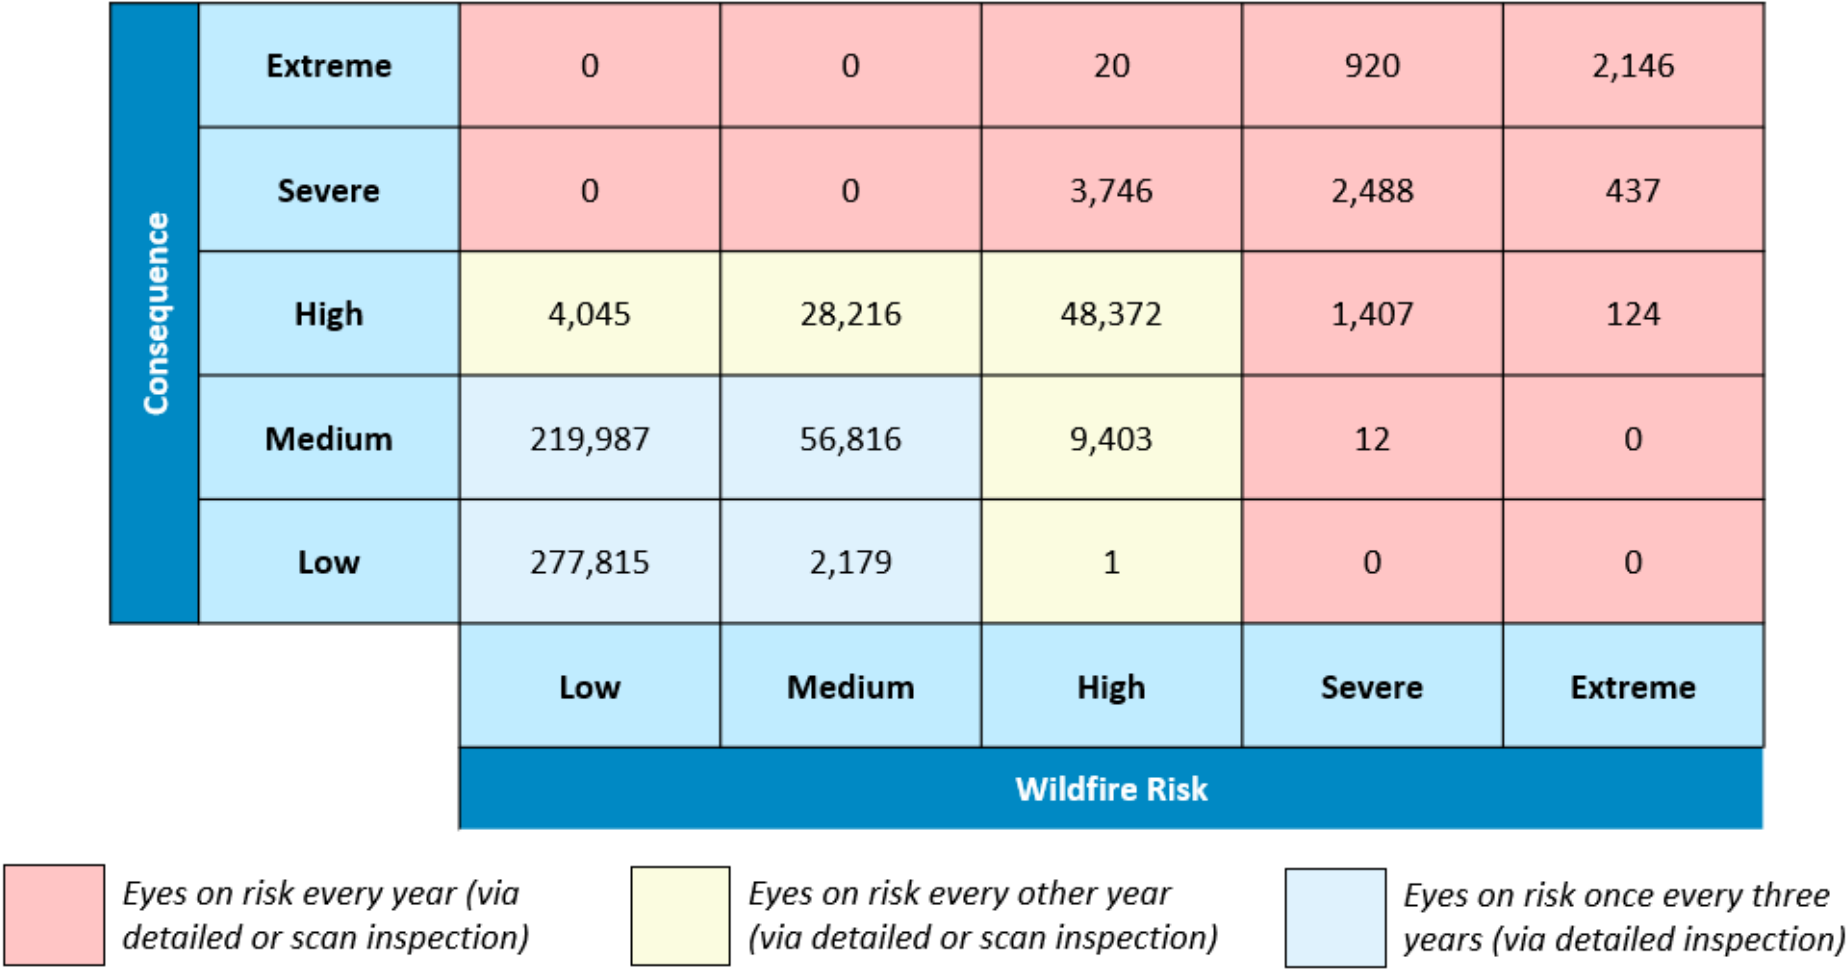 Consequence
Extreme 0 0 20 920 2,146
Severe 0 0 3,746 2,488 437
High 4,045 28,216 48,372 1,407 124
Medium 219,987 56,816 9,403 12 0
Low 277,815 2,179 1 0 0
Low Medium High Severe Extreme
Wildfire Risk
Eyes on risk every year (via
detailed or scan inspection)
Eyes on risk every other year
(via detailed or scan inspection)
Eyes on risk once every three
years (via detailed inspection)